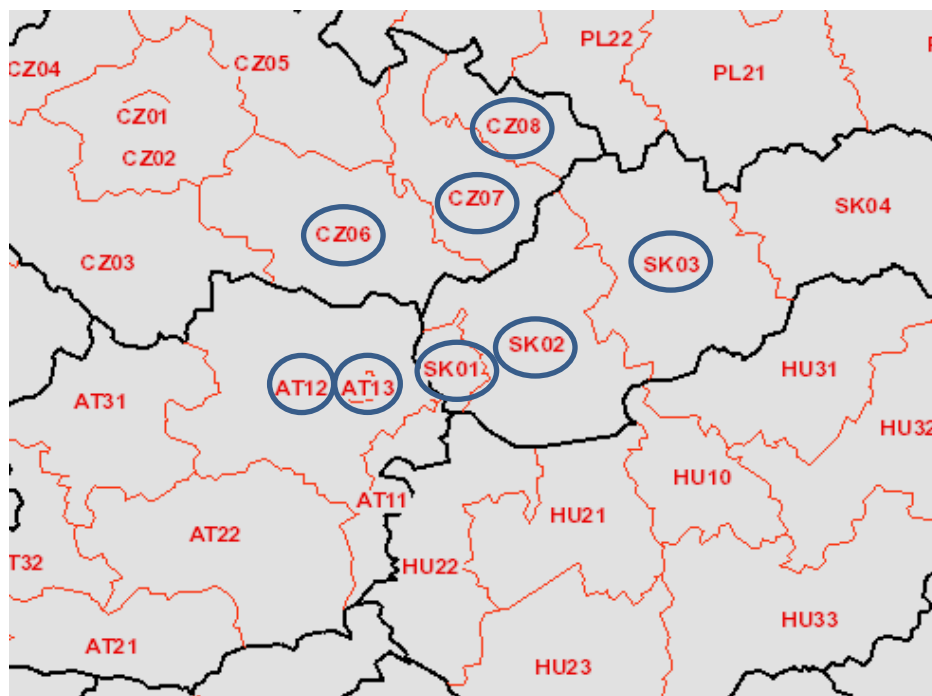 PL22
CZ05
CZ04
PL21
CZ01
CZ08
CZ02
CZ07
SK04
CZ06
CZ03
SK03
SK02
SK01
HU31
AT12
AT13
AT31
HU32
HU10
AT11
HU21
AT22
T32
HU22
HU33
AT21
HU23